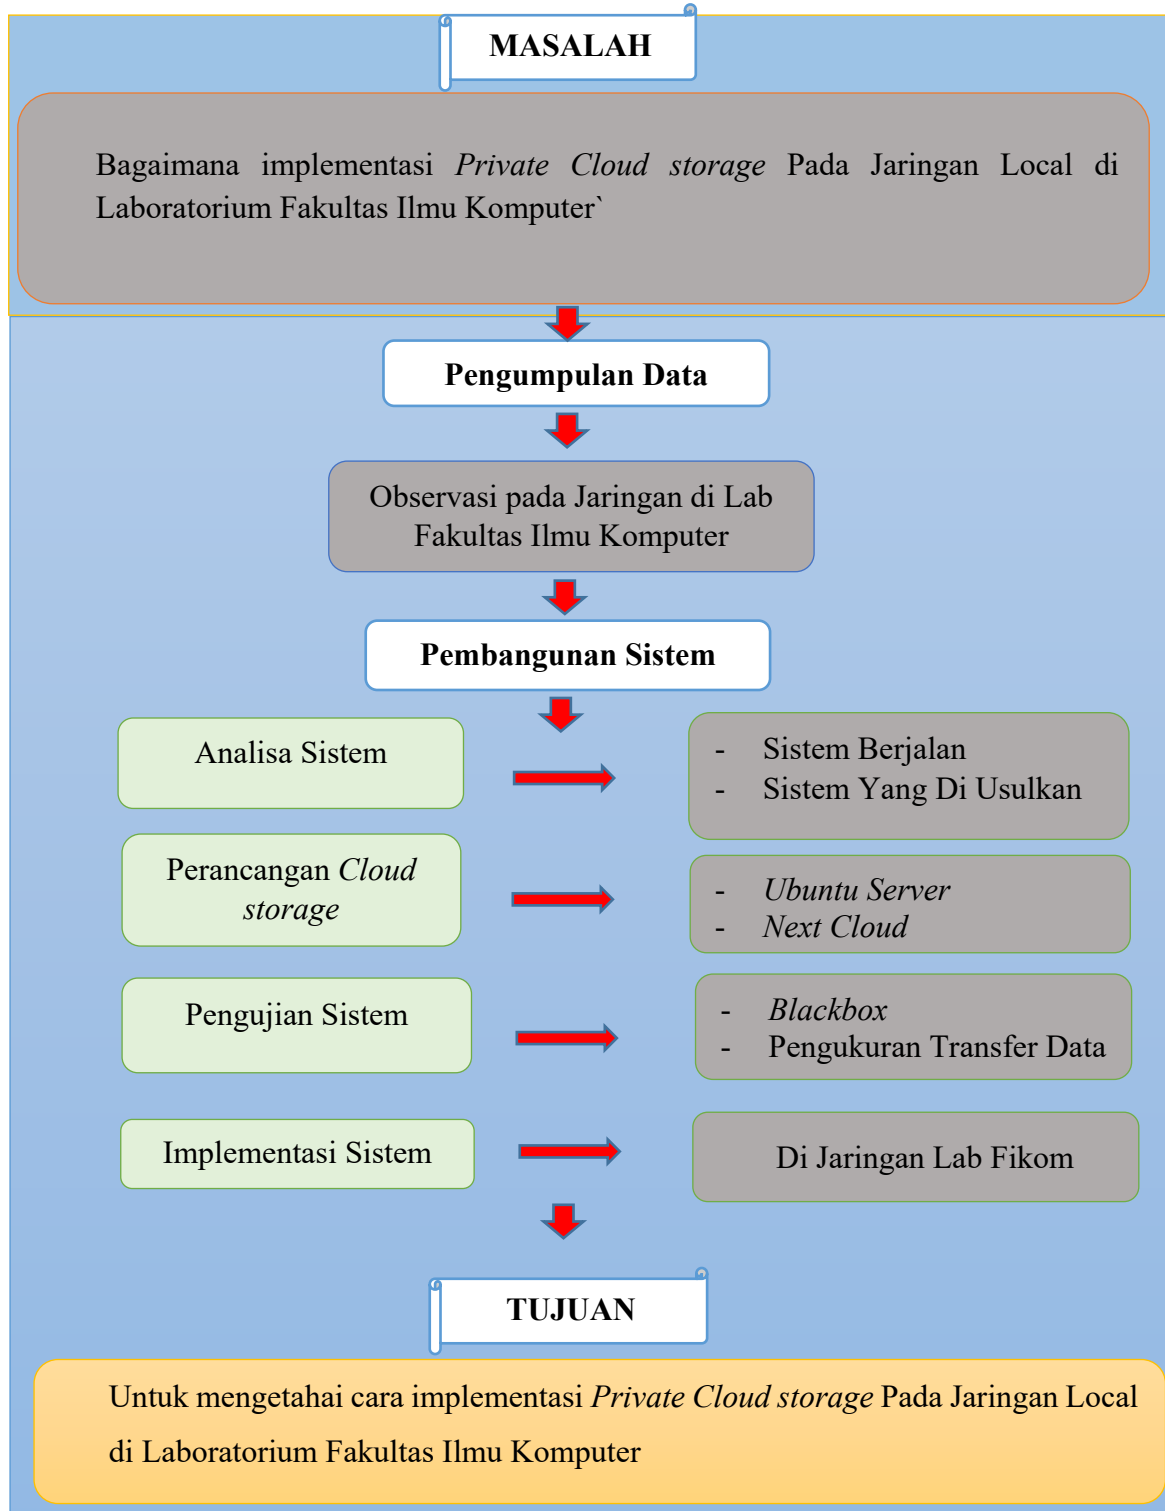 MASALAH
Bagaimana implementasi Private Cloud storage Pada Jaringan Local di
Laboratorium Fakultas Ilmu Komputer`
Pengumpulan Data
Observasi pada Jaringan di Lab
Fakultas Ilmu Komputer
Pembangunan Sistem
Analisa Sistem
- Sistem Berjalan
- Sistem Yang Di Usulkan
Perancangan Cloud
storage
- Ubuntu Server
- Next Cloud
Pengujian Sistem
- Blackbox
- Pengukuran Transfer Data
Implementasi Sistem
Di Jaringan Lab Fikom
TUJUAN
Untuk mengetahai cara implementasi Private Cloud storage Pada Jaringan Local
di Laboratorium Fakultas Ilmu Komputer